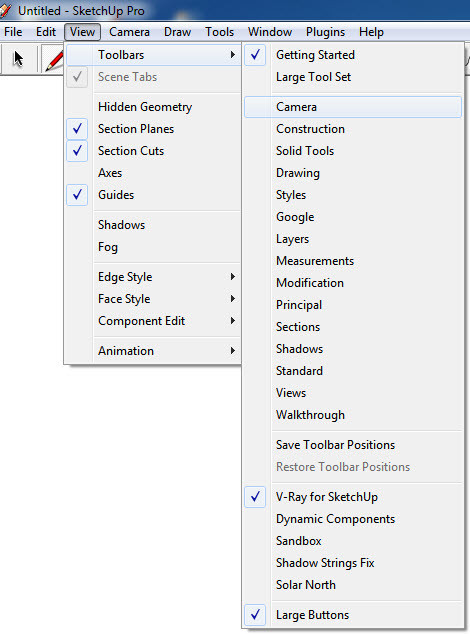 Untitled - SketchUp Pro
File Edit View Camera Draw Tools Window Plugins Help
Toolbars
Scene Tabs
Hidden Geometry
Section Planes
Section Cuts
Axes
Guides
Shadows
Fog
Edge Style
Face Style
Component Edit
Animation
Getting Started
Large Tool Set
Camera
Construction
Solid Tools
Drawing
Styles
Google
Layers
Measurements
Modification
Principal
Sections
Shadows
Standard
Views
Walkthrough
Save Toolbar Positions
Restore Toolbar Positions
V-Ray for SketchUp
Dynamic Components
Sandbox
Shadow Strings Fix
Solar North
Large Buttons